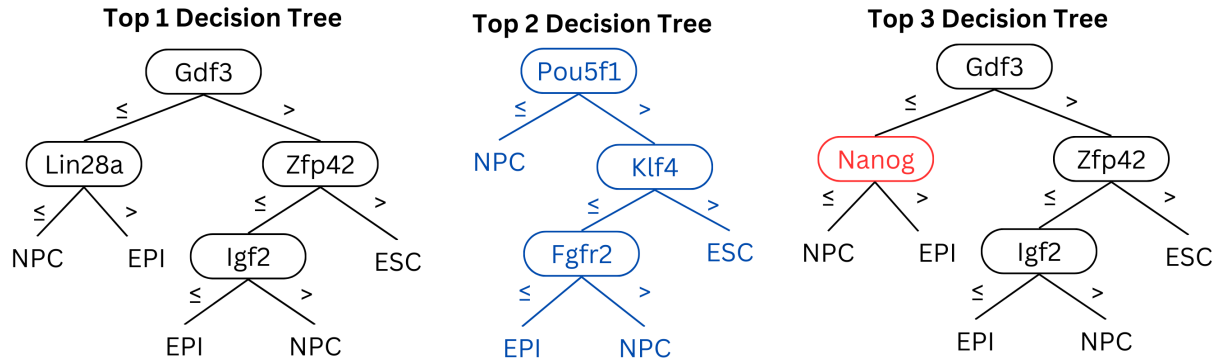 Top 1 Decision Tree
Gdf3
≤ >
Lin28a Zfp42
≤ > ≤ >
NPC EPI Igf2 ESC
≤ >
EPI NPC
Top 2 Decision Tree
Pou5f1
≤ >
NPC Klf4
≤ >
Fgfr2 ESC
≤ >
EPI NPC
Top 3 Decision Tree
Gdf3
≤ >
Nanog Zfp42
≤ > ≤ >
NPC EPI Igf2 ESC
≤ >
EPI NPC